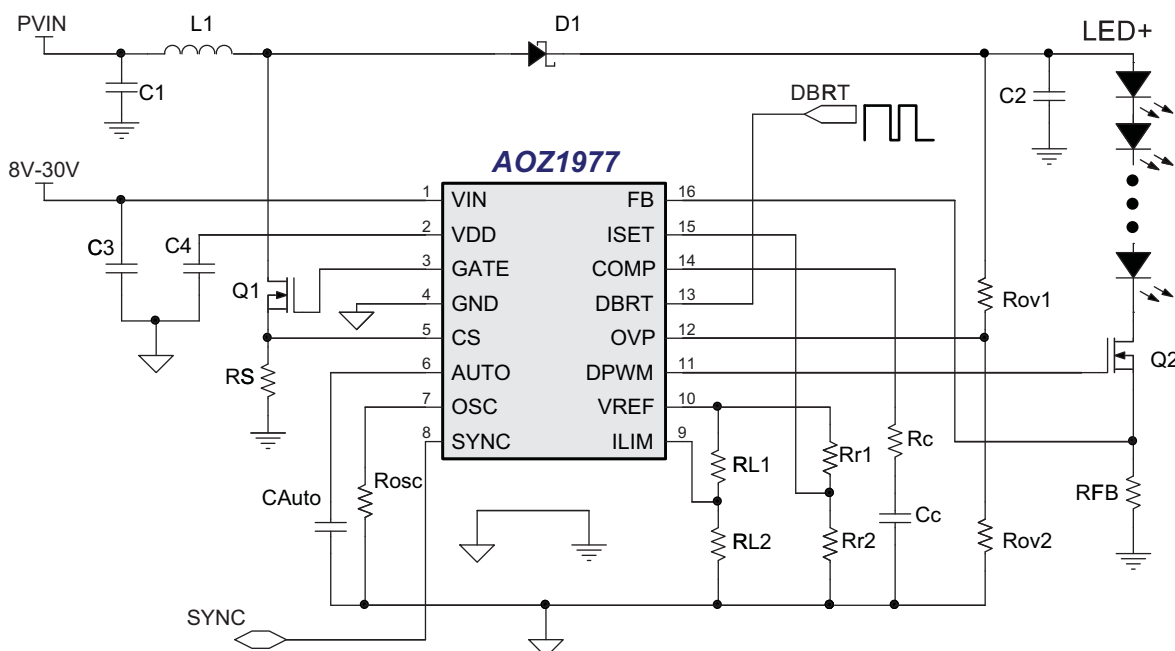 PVIN
L1
D1
LED+
C1
C2
DBRT
8V-30V
AOZ1977
1 VIN FB 16
2 VDD ISET 15
C3 C4
3 GATE COMP 14
Q1
4 GND DBRT 13
Rov1
5 CS OVP 12
Q2
RS
6 AUTO DPWM 11
7 OSC VREF 10
8 SYNC ILIM 9
Rc
Rr1
RL1
Rosc
CAuto
RFB
Cc
RL2
Rr2
Rov2
SYNC